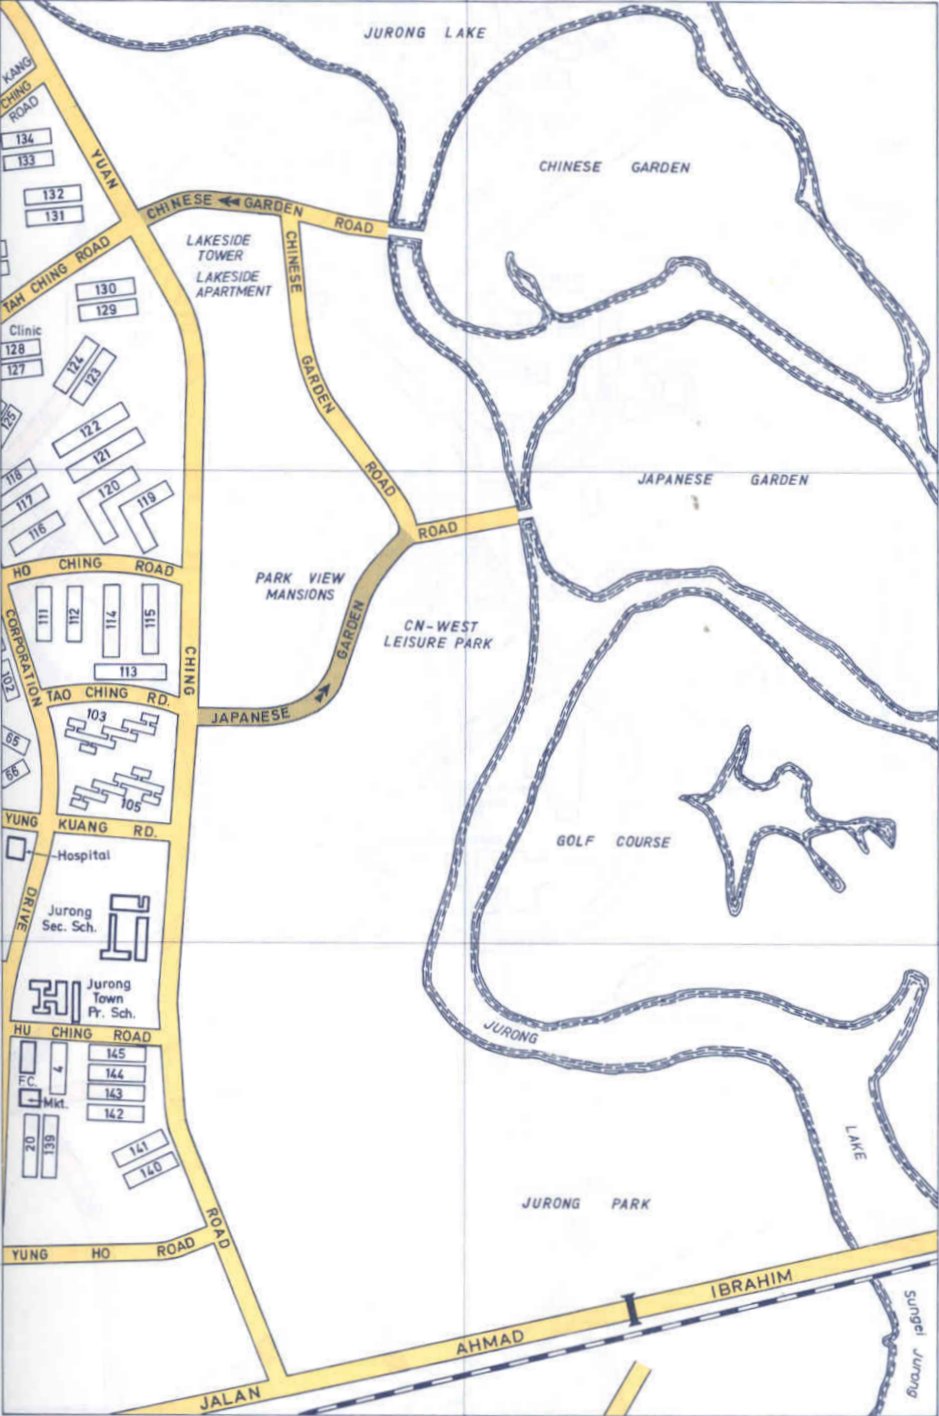 JURONG LAKE
KANG
CHING
ROAD
134
133
YUAN
CHINESE GARDEN
132
131
CHINESE GARDEN ROAD
TAH CHING ROAD
LAKESIDE
TOWER
LAKESIDE
APARTMENT
CHINESE GARDEN ROAD
130
129
Clinic
128
127
124
123
125
122
121
118
117
116
120
119
JAPANESE GARDEN
ROAD
HO CHING ROAD
PARK VIEW
MANSIONS
CN-WEST
LEISURE PARK
GARDEN
JAPANESE
111
112
114
115
113
CORPORATION
102
CHING
TAO CHING RD.
103
65
66
105
YUNG KUANG RD.
Hospital
GOLF COURSE
DRIVE
Jurong
Sec. Sch.
Jurong
Town
Pr. Sch.
HU CHING ROAD
JURONG
LAKE
145
144
143
142
4
F.C.
Mkt.
20
139
141
140
JURONG PARK
ROAD
YUNG HO ROAD
JALAN AHMAD IBRAHIM
Sungei Jurong